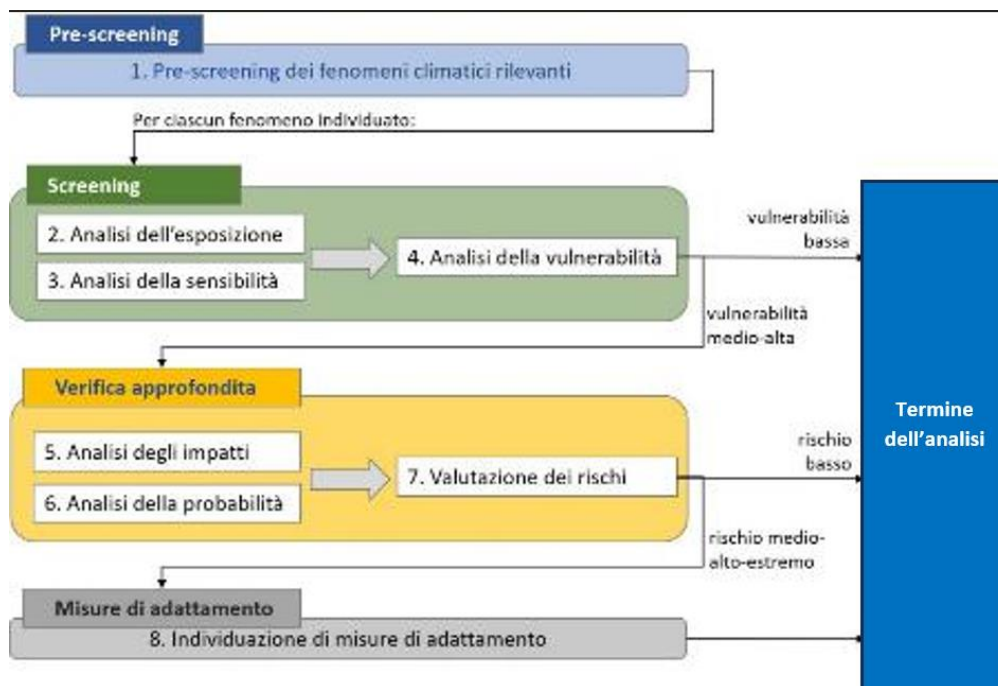 Pre-screening
1. Pre-screening dei fenomeni climatici rilevanti
Per ciascun fenomeno individuato:
Screening
2. Analisi dell'esposizione
3. Analisi della sensibilità
4. Analisi della vulnerabilità
vulnerabilità
bassa
vulnerabilità
medio-alta
Verifica approfondita
5. Analisi degli impatti
6. Analisi della probabilità
7. Valutazione dei rischi
rischio
basso
rischio medio-
alto-estremo
Misure di adattamento
8. Individuazione di misure di adattamento
Termine
dell'analisi